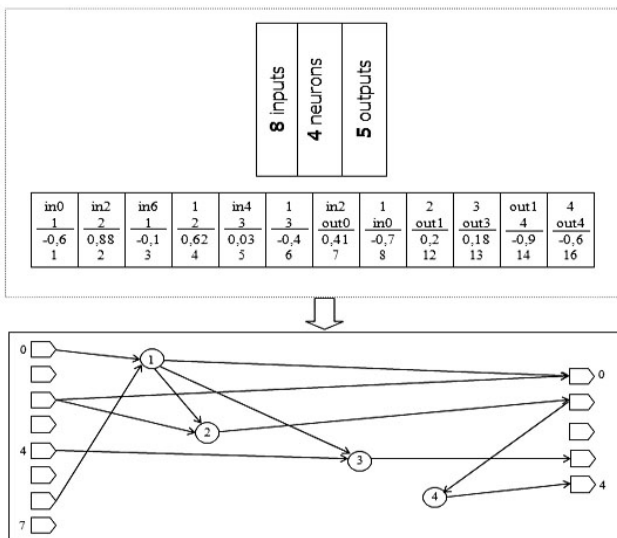 8 inputs
4 neurons
5 outputs
in0 in2 in6 1 in4 1 in2 1 2 3 out1 4
1 2 1 2 3 3 out0 in0 out1 out3 4 out4
-0,6 0,88 -0,1 0,62 0,03 -0,4 0,41 -0,7 0,2 0,18 -0,9 -0,6
1 2 3 4 5 6 7 8 12 13 14 16
0
1
0
2
4
3
4
4
7